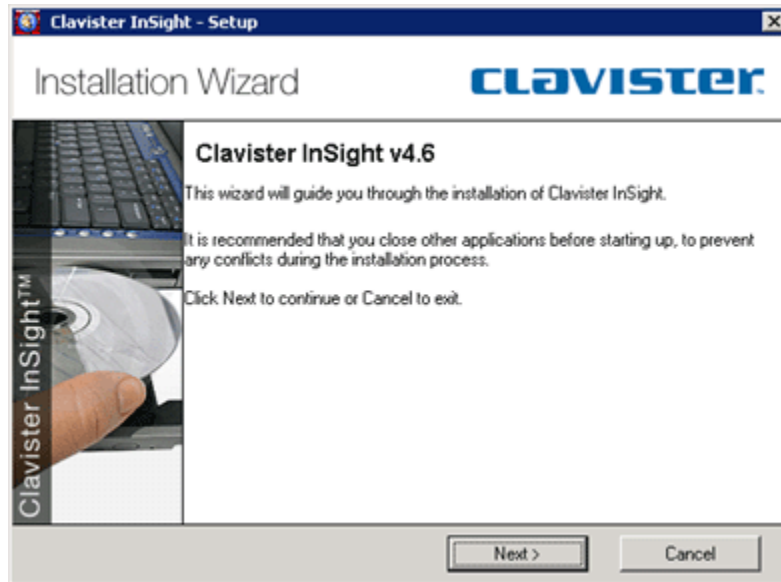 Clavister InSight - Setup
Installation Wizard
CLAVISTER
Clavister InSight v4.6
This wizard will guide you through the installation of Clavister InSight.
It is recommended that you close other applications before starting up, to prevent
any conflicts during the installation process.
Click Next to continue or Cancel to exit.
Clavister InSight™
Next >
Cancel